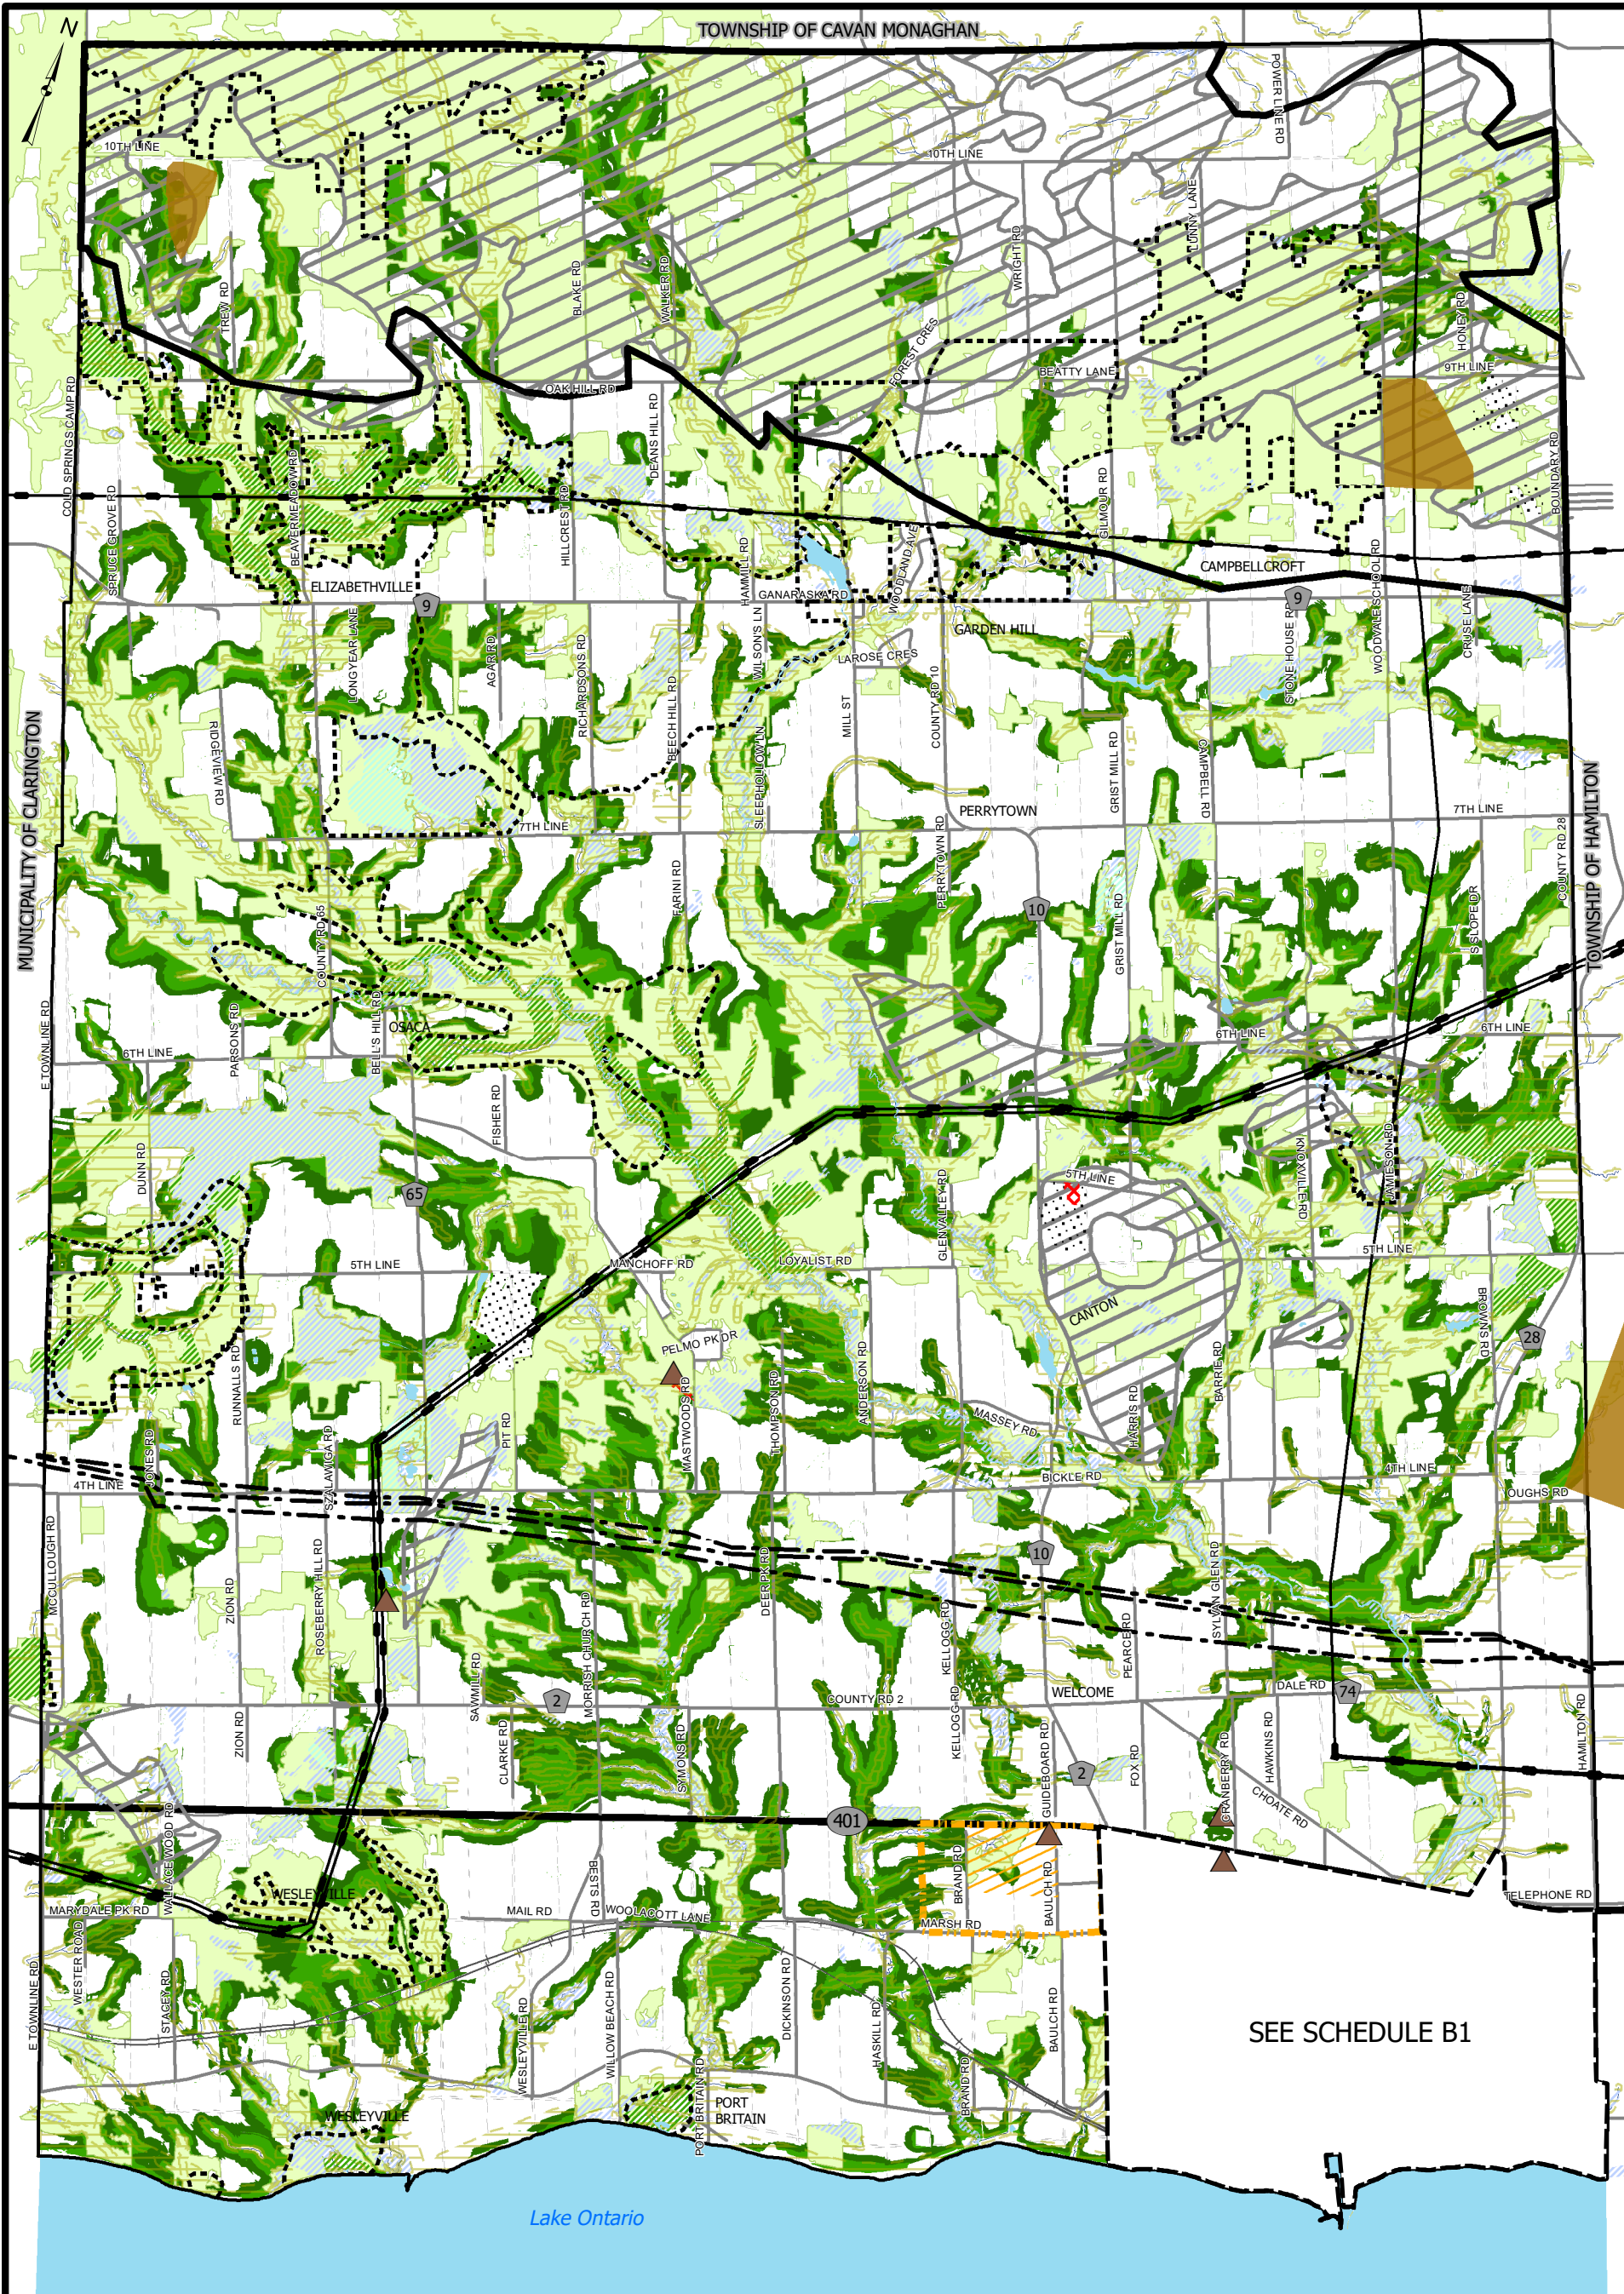 N
TOWNSHIP OF CAVAN MONAGHAN
POWER LINE RD
10TH LINE
10TH LINE
LUNNY LANE
WRIGHT RD
BLAKE RD
WALKER RD
TREW RD
HONEY RD
FOREST CRES
9TH LINE
BEATTY LANE
OAK HILL RD
COLD SPRINGS CAMP RD
DEANS HILL RD
BOUNDARY RD
BEAVERMEADOW RD
GILMOUR RD
SPRUCE GROVE RD
HILLCREST RD
HAMMILL RD
WOODLAND AVE
WOODVALE SCHOOL RD
CAMPBELLCROFT
ELIZABETHVILLE
GANARASKA RD
9
9
GARDEN HILL
STONE HOUSE RD
CRUSE LANE
LONGYEAR LANE
AGAR RD
RICHARDSONS RD
WILSON'S LN
LAROSE CRES
MILL ST
COUNTY RD 10
BEECH HILL RD
RIDGEVIEW RD
SLEEPHOLLOW LN
GRIST MILL RD
CAMPBELL RD
MUNICIPALITY OF CLARINGTON
TOWNSHIP OF HAMILTON
PERRYTOWN
7TH LINE
7TH LINE
COUNTY RD 28
PERRYTOWN RD
FARINI RD
COUNTY RD 65
10
GRIST MILL RD
S SLOPE DR
OSACA
BELL'S HILL RD
PARSONS RD
E TOWNLINE RD
6TH LINE
6TH LINE
6TH LINE
FISHER RD
DUNN RD
KNOXVILLE RD
JAMIESON RD
5TH LINE
GLENVALLEY RD
65
5TH LINE
MANCHOFF RD
LOYALIST RD
5TH LINE
CANTON
BROWNS RD
28
PELMO PK DR
RUNNALLS RD
MASTWOODS RD
THOMPSON RD
ANDERSON RD
BARRIE RD
HARRIS RD
MASSEY RD
PIT RD
JONES RD
SZALAWIGA RD
BICKLE RD
4TH LINE
4TH LINE
OUGHS RD
MCCULLOUGH RD
ZION RD
ROSEBERRY HILL RD
DEER PK RD
10
SYLVAN GLEN RD
MORRISH CHURCH RD
KELLOGG RD
PEARCE RD
SAWMILL RD
2
COUNTY RD 2
WELCOME
DALE RD
74
ZION RD
CLARKE RD
SYMONS RD
KELLOGG RD
GUIDEBOARD RD
2
FOX RD
CRANBERRY RD
HAWKINS RD
HAMILTON RD
CHOATE RD
401
WALLACE WOOD RD
WESLEYVILLE
BESTS RD
BRAND RD
BAULCH RD
TELEPHONE RD
MARYDALE PK RD
MAIL RD
WOOLACOTT LANE
MARSH RD
WESTER ROAD
STACEY RD
E TOWNLINE RD
WESLEYVILLE RD
WILLOW BEACH RD
DICKINSON RD
HASKILL RD
BAULCH RD
SEE SCHEDULE B1
PORT BRITAIN RD
BRAND RD
WESLEYVILLE
PORT
BRITAIN
Lake Ontario